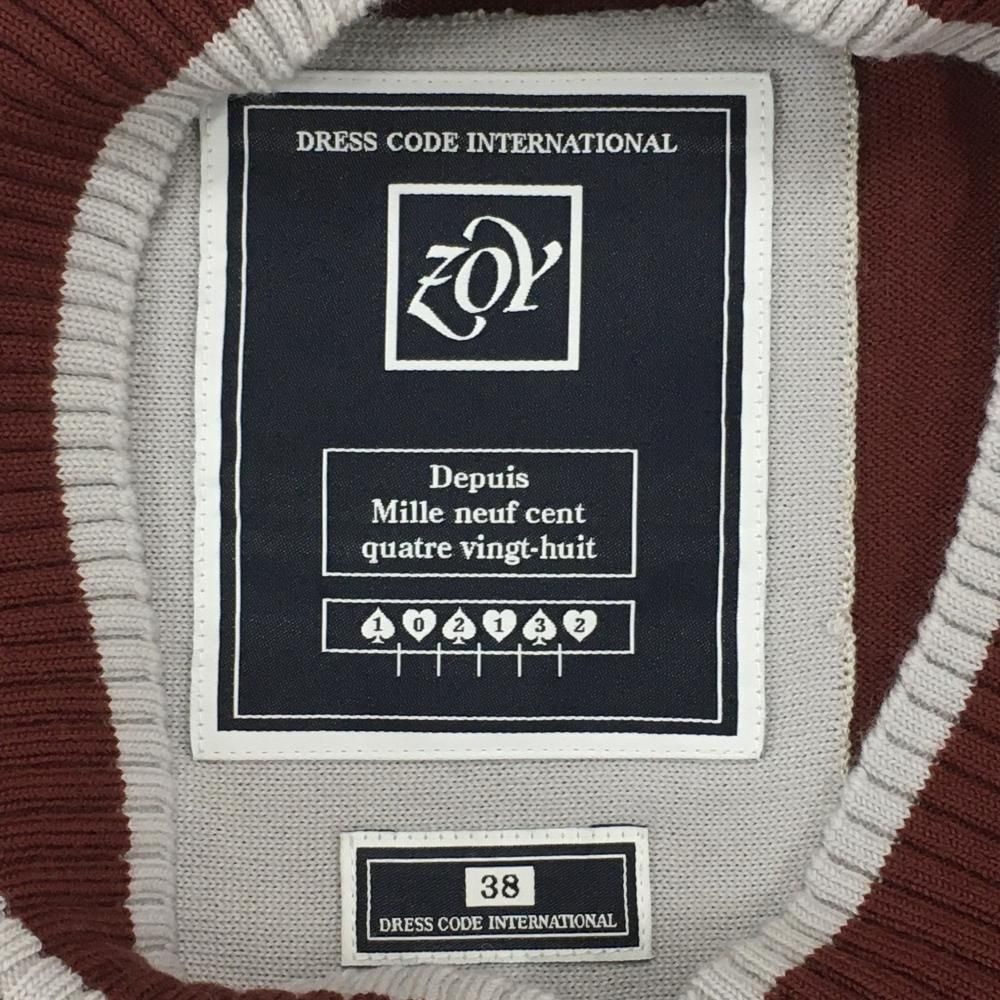 DRESS CODE INTERNATIONAL
ZOY
Depuis
Mille neuf cent
quatre vingt-huit
1 0 2 1 3 2
38
DRESS CODE INTERNATIONAL